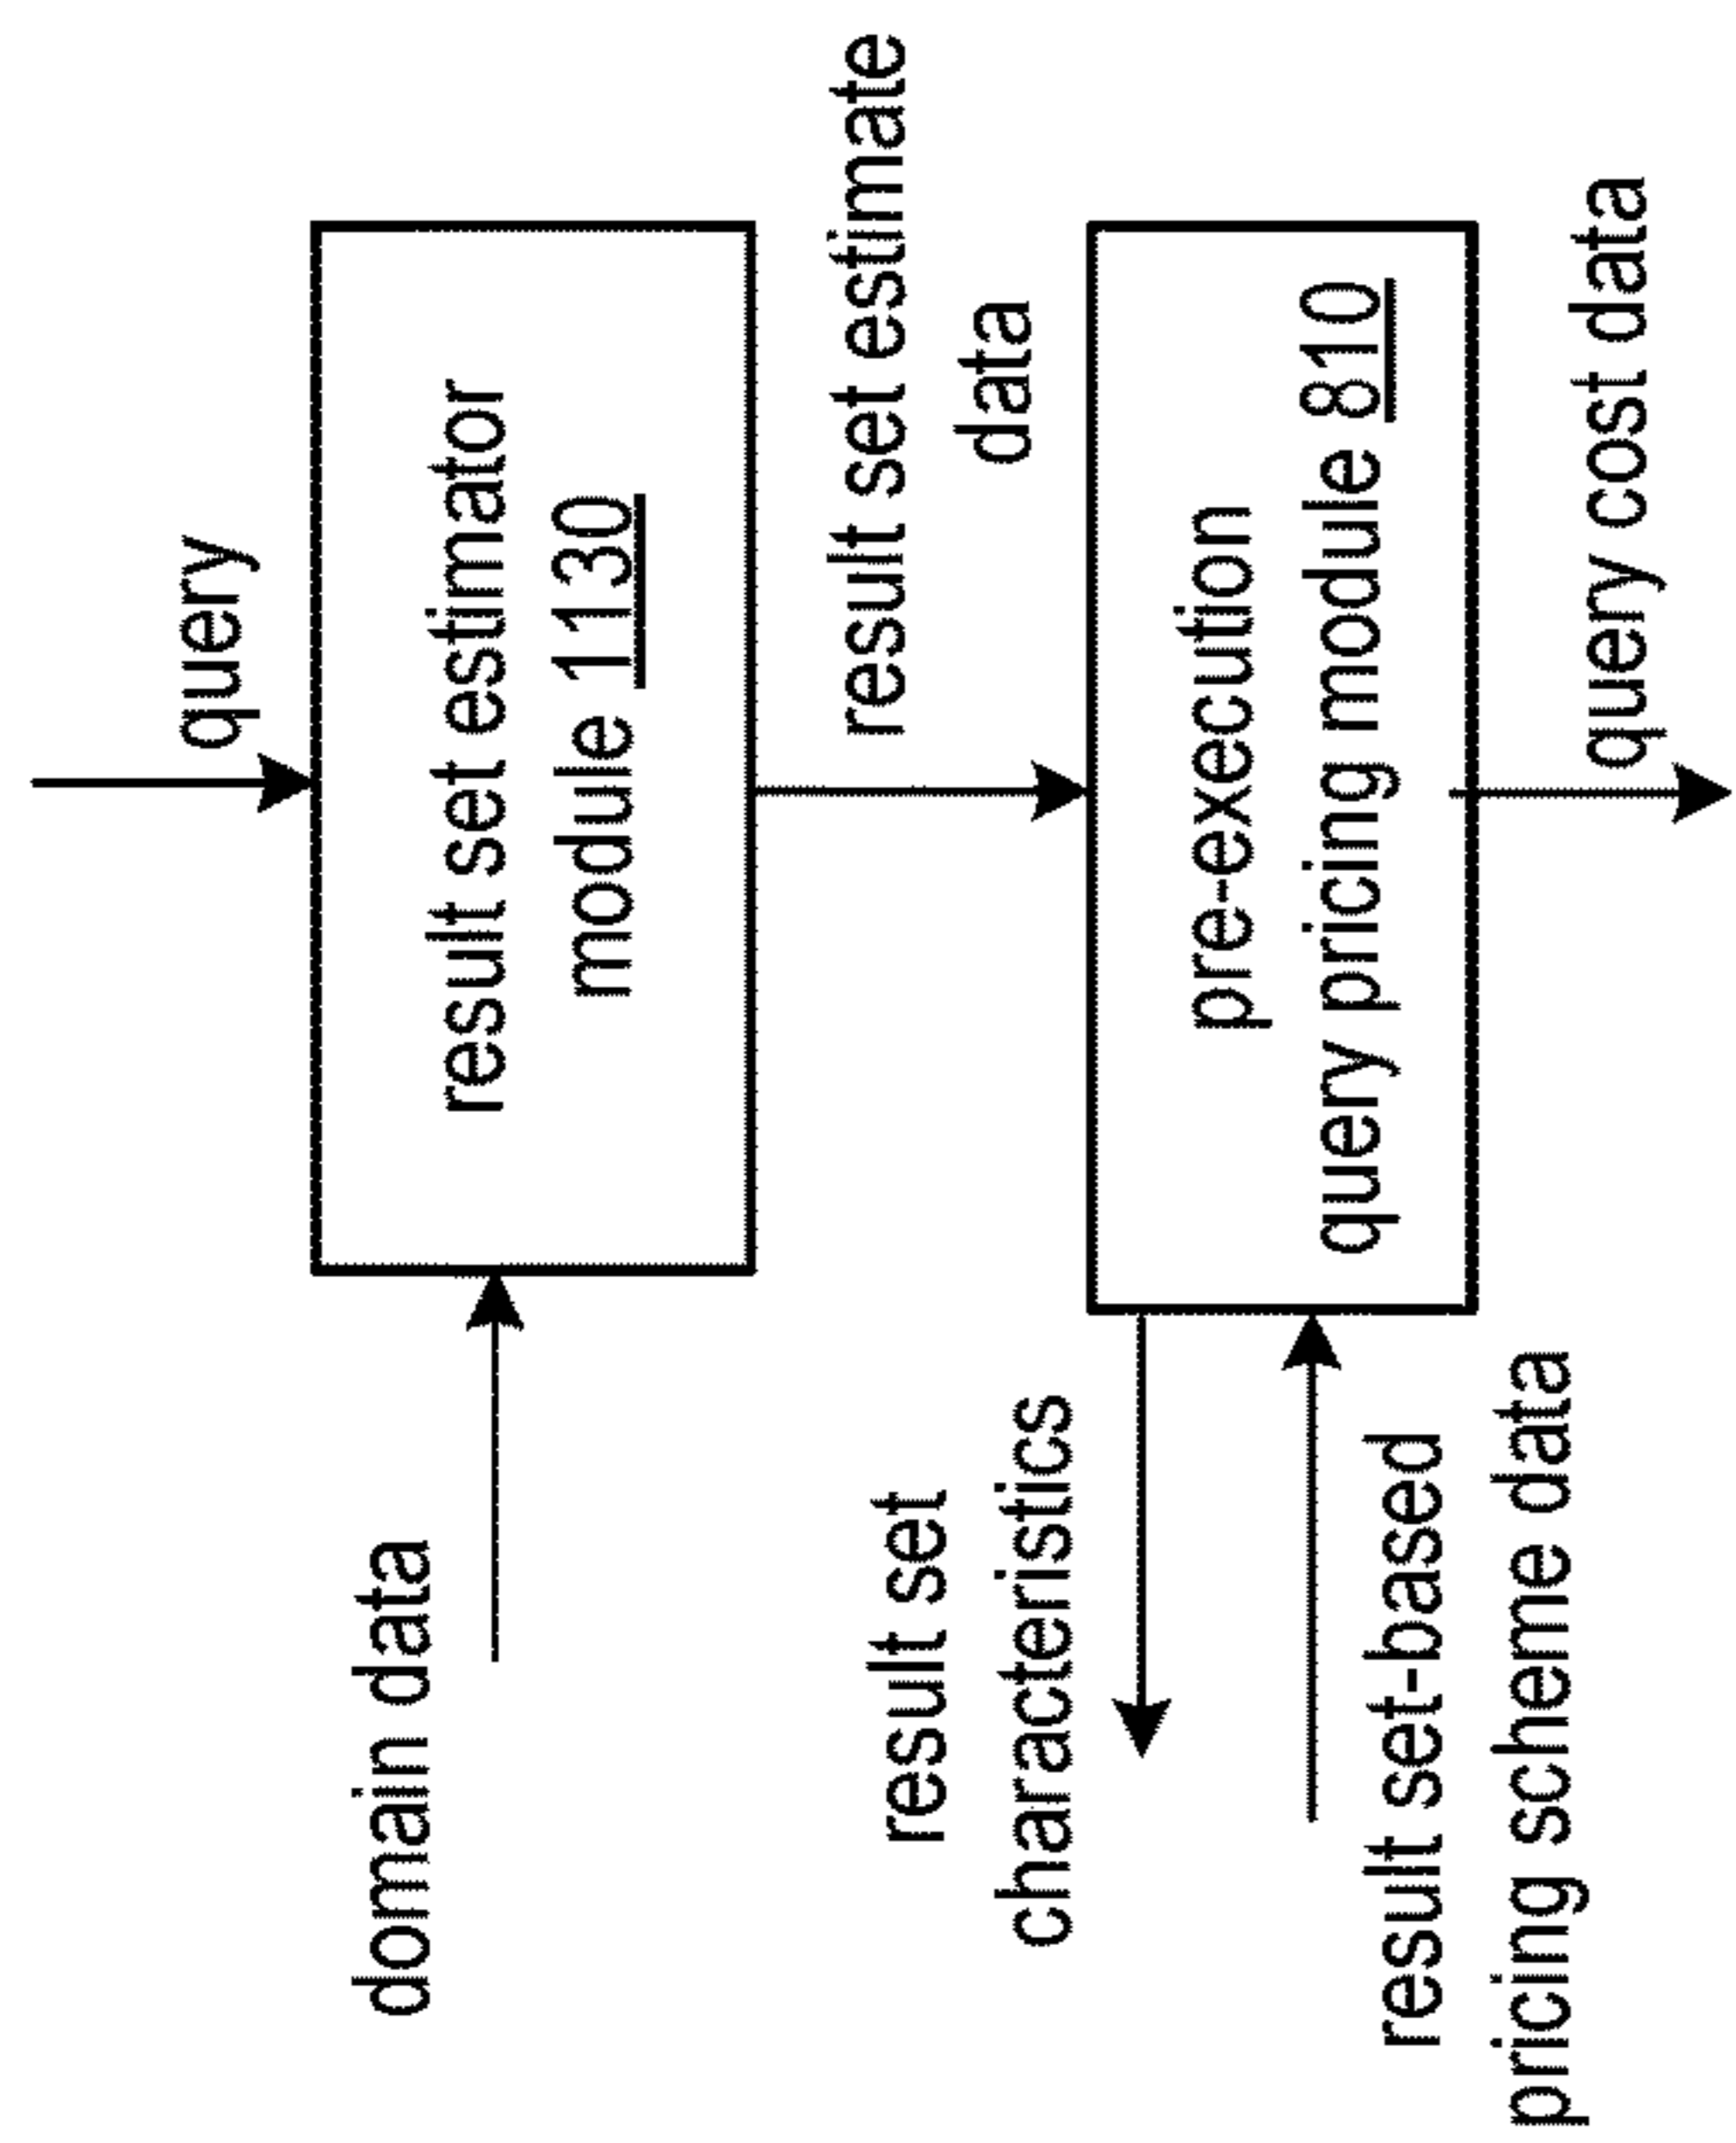 query
domain data
result set estimator
module 1130
result set estimate
data
result set
characteristics
pre-execution
query pricing module 810
result set-based
pricing scheme data
query cost data